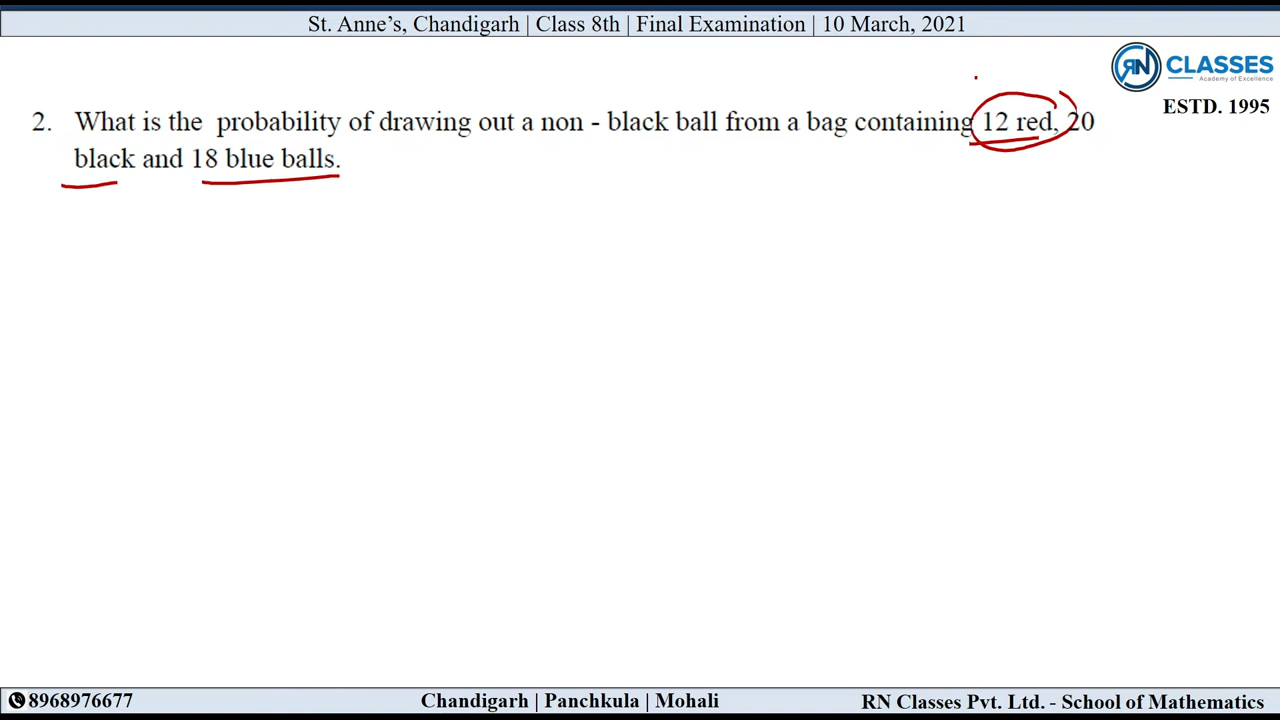 St. Anne's, Chandigarh | Class 8th | Final Examination | 10 March, 2021
RN CLASSES
Academy of Excellence
ESTD. 1995
2. What is the probability of drawing out a non - black ball from a bag containing 12 red, 20
black and 18 blue balls.
8968976677
Chandigarh | Panchkula | Mohali
RN Classes Pvt. Ltd. - School of Mathematics